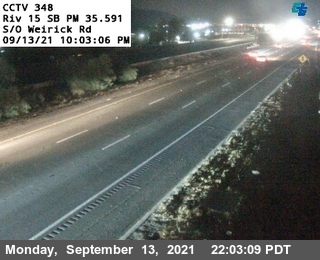 CCTV 348
Riv 15 SB PM 35.591
S/O Weirick Rd
09/13/21 10:03:06 PM
Monday, September 13, 2021 22:03:09 PDT